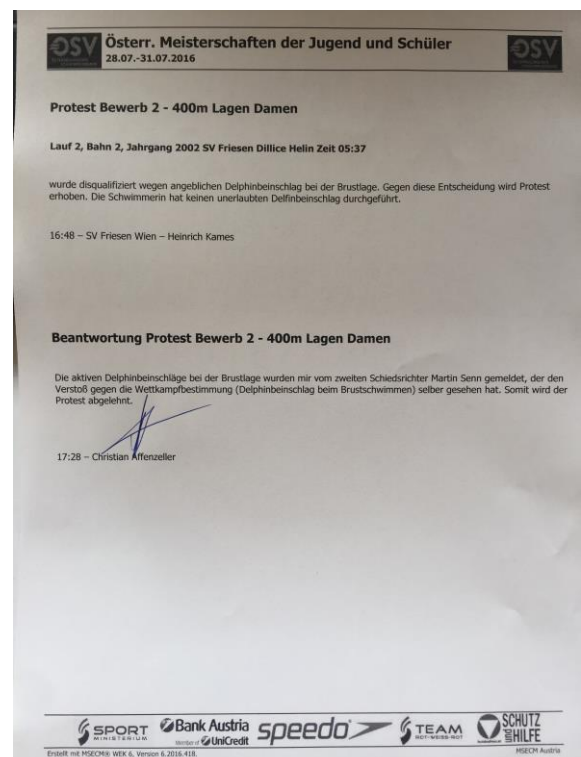 ÖSV Österr. Meisterschaften der Jugend und Schüler ÖSV
28.07.-31.07.2016
Protest Bewerb 2 - 400m Lagen Damen
Lauf 2, Bahn 2, Jahrgang 2002 SV Friesen Dillice Helin Zeit 05:37
wurde disqualifiziert wegen angeblichen Delphinbeinschlag bei der Brustlage. Gegen diese Entscheidung wird Protest
erhoben. Die Schwimmerin hat keinen unerlaubten Delfinbeinschlag durchgeführt.
16:48 – SV Friesen Wien – Heinrich Kames
Beantwortung Protest Bewerb 2 - 400m Lagen Damen
Die aktiven Delphinbeinschläge bei der Brustlage wurden mir vom zweiten Schiedsrichter Martin Senn gemeldet, der den
Verstoß gegen die Wettkampfbestimmung (Delphinbeinschlag beim Brustschwimmen) selber gesehen hat. Somit wird der
Protest abgelehnt.
17:28 – Christian Affenzeller
SPORT MINISTERIUM Bank Austria Member of UniCredit speedo TEAM ROT-WEISS-ROT SCHUTZ HILFE
Erstellt mit MSECM® WEK 6, Version 6.2016.418. MSECM Austria